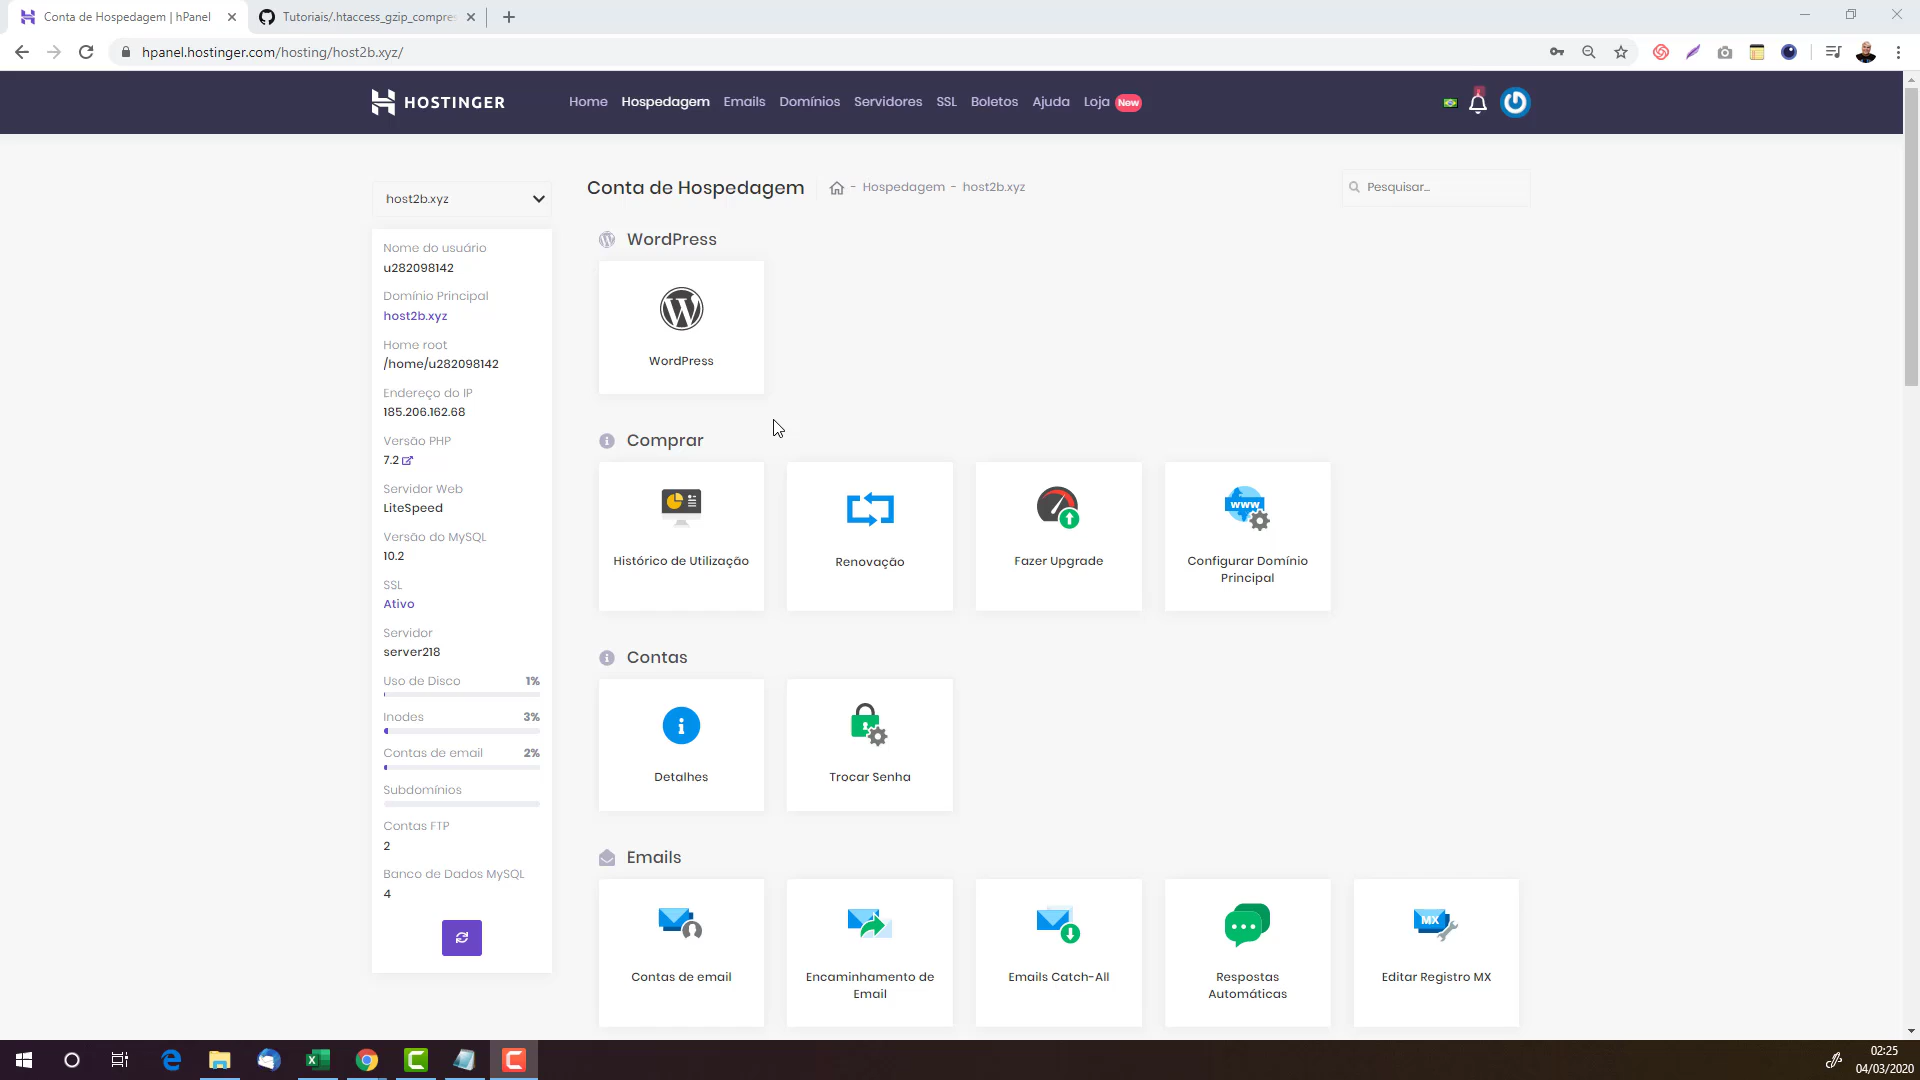 Conta de Hospedagem | hPanel
Tutoriais/.htaccess_gzip_compres
hpanel.hostinger.com/hosting/host2b.xyz/
HOSTINGER
Home
Hospedagem
Emails
Domínios
Servidores
SSL
Boletos
Ajuda
Loja
New
host2b.xyz
Conta de Hospedagem
- Hospedagem - host2b.xyz
Pesquisar...
Nome do usuário
u282098142
Domínio Principal
host2b.xyz
Home root
/home/u282098142
Endereço do IP
185.206.162.68
Versão PHP
7.2
Servidor Web
LiteSpeed
Versão do MySQL
10.2
SSL
Ativo
Servidor
server218
Uso de Disco 1%
Inodes 3%
Contas de email 2%
Subdomínios
Contas FTP
2
Banco de Dados MySQL
4
WordPress
WordPress
Comprar
Histórico de Utilização
Renovação
Fazer Upgrade
WWW
Configurar Domínio
Principal
Contas
Detalhes
Trocar Senha
Emails
Contas de email
Encaminhamento de
Email
Emails Catch-All
Respostas
Automáticas
MX
Editar Registro MX
02:25
04/03/2020